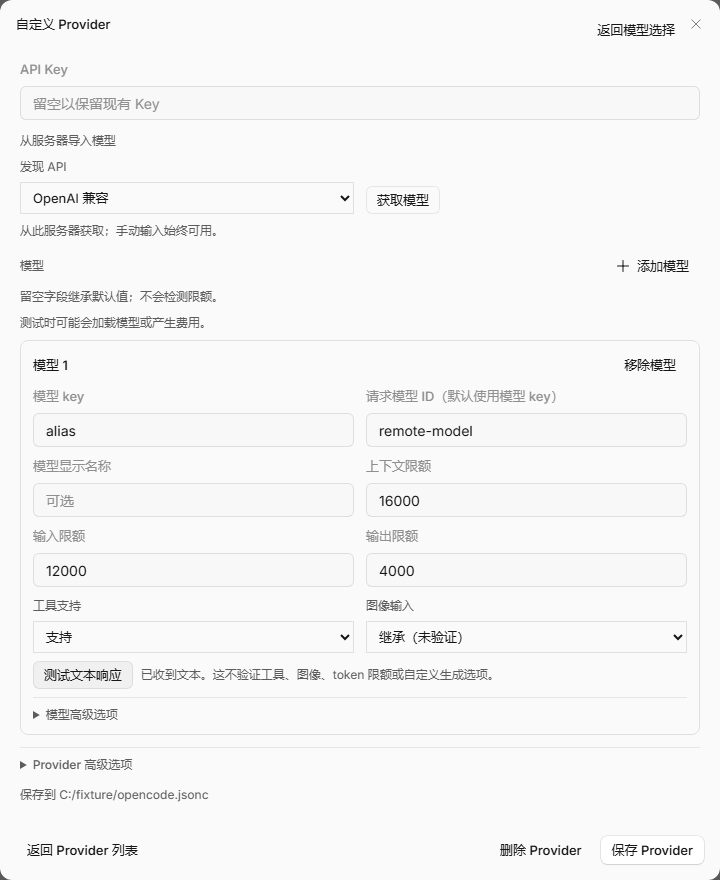 自定义 Provider
返回模型选择
API Key
留空以保留现有 Key
从服务器导入模型
发现 API
OpenAI 兼容
获取模型
从此服务器获取；手动输入始终可用。
模型
添加模型
留空字段继承默认值；不会检测限额。
测试时可能会加载模型或产生费用。
模型 1
移除模型
模型 key
请求模型 ID（默认使用模型 key）
alias
remote-model
模型显示名称
上下文限额
可选
16000
输入限额
输出限额
12000
4000
工具支持
图像输入
支持
继承（未验证）
测试文本响应
已收到文本。这不验证工具、图像、token 限额或自定义生成选项。
模型高级选项
Provider 高级选项
保存到 C:/fixture/opencode.jsonc
返回 Provider 列表
删除 Provider
保存 Provider